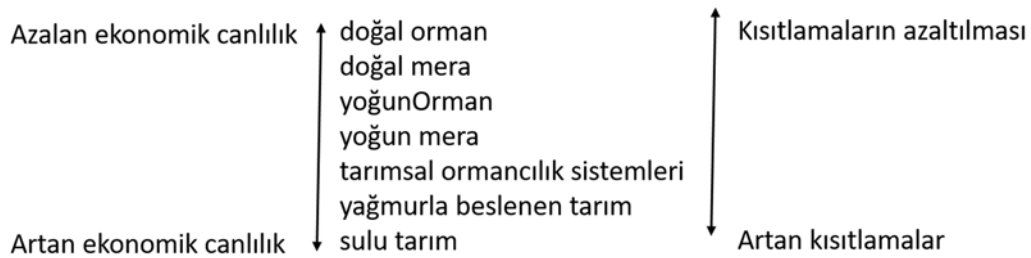 Azalan ekonomik canlılık
doğal orman
Kısıtlamaların azaltılması
doğal mera
yoğunOrman
yoğun mera
tarımsal ormancılık sistemleri
yağmurla beslenen tarım
Artan ekonomik canlılık
sulu tarım
Artan kısıtlamalar